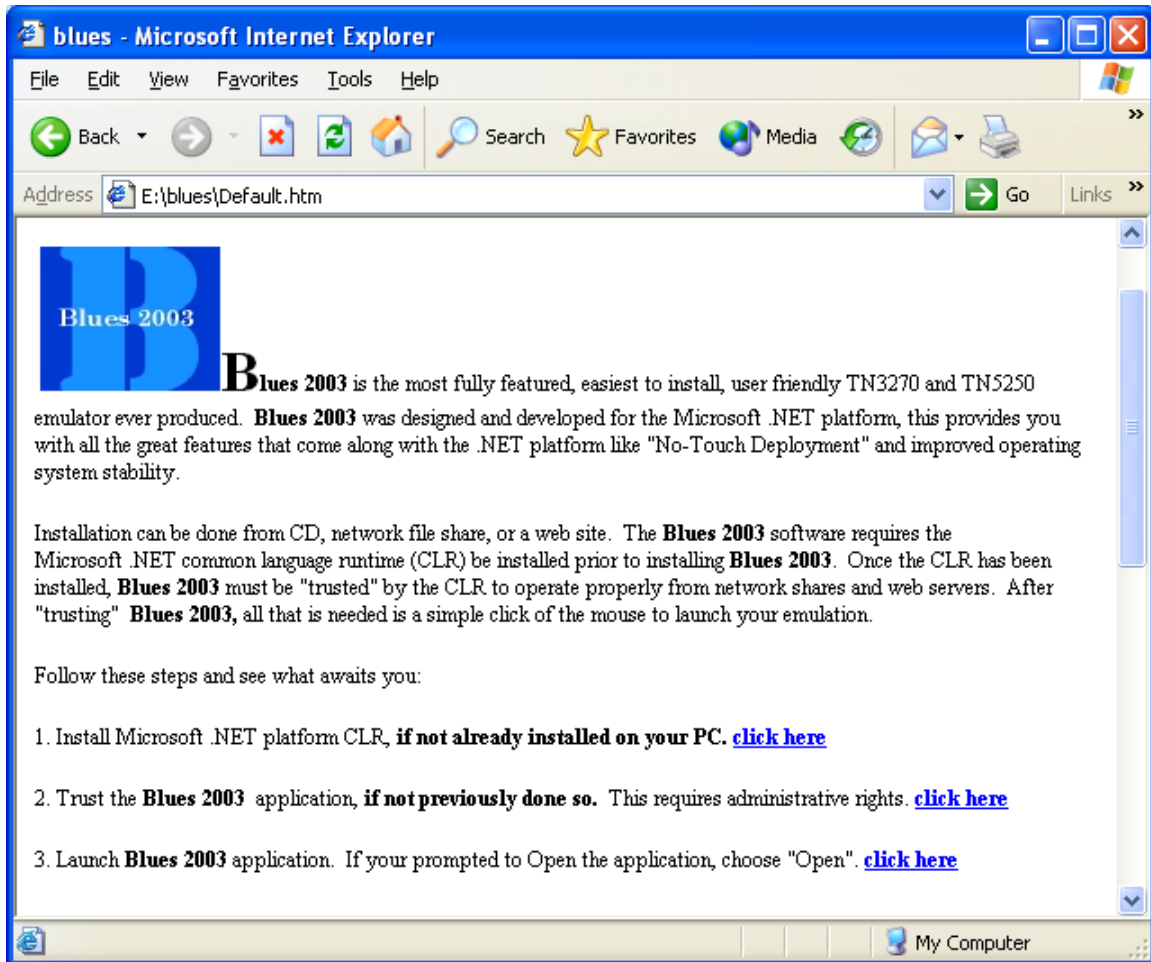 blues - Microsoft Internet Explorer
File Edit View Favorites Tools Help
Back Search Favorites Media »
Address E:\blues\Default.htm Go Links »
Blues 2003
Blues 2003 is the most fully featured, easiest to install, user friendly TN3270 and TN5250
emulator ever produced. Blues 2003 was designed and developed for the Microsoft .NET platform, this provides you
with all the great features that come along with the .NET platform like "No-Touch Deployment" and improved operating
system stability.
Installation can be done from CD, network file share, or a web site. The Blues 2003 software requires the
Microsoft .NET common language runtime (CLR) be installed prior to installing Blues 2003. Once the CLR has been
installed, Blues 2003 must be "trusted" by the CLR to operate properly from network shares and web servers. After
"trusting" Blues 2003, all that is needed is a simple click of the mouse to launch your emulation.
Follow these steps and see what awaits you:
1. Install Microsoft .NET platform CLR, if not already installed on your PC. click here
2. Trust the Blues 2003 application, if not previously done so. This requires administrative rights. click here
3. Launch Blues 2003 application. If your prompted to Open the application, choose "Open". click here
My Computer